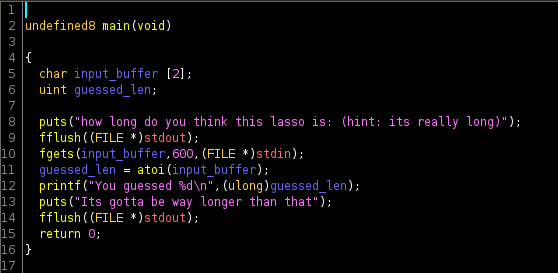 1
2 undefined8 main(void)
3
4 {
5 char input_buffer [2];
6 uint guessed_len;
7
8 puts("how long do you think this lasso is: (hint: its really long)");
9 fflush((FILE *)stdout);
10 fgets(input_buffer,600,(FILE *)stdin);
11 guessed_len = atoi(input_buffer);
12 printf("You guessed %d\n",(ulong)guessed_len);
13 puts("Its gotta be way longer than that");
14 fflush((FILE *)stdout);
15 return 0;
16 }
17